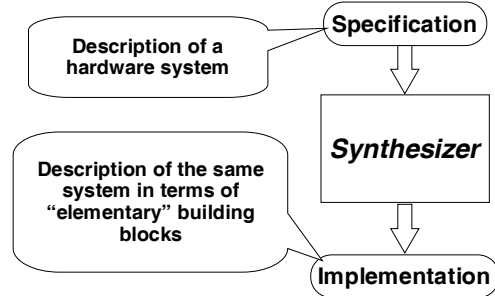 Specification
Description of a
hardware system
Synthesizer
Description of the same
system in terms of
“elementary” building
blocks
Implementation